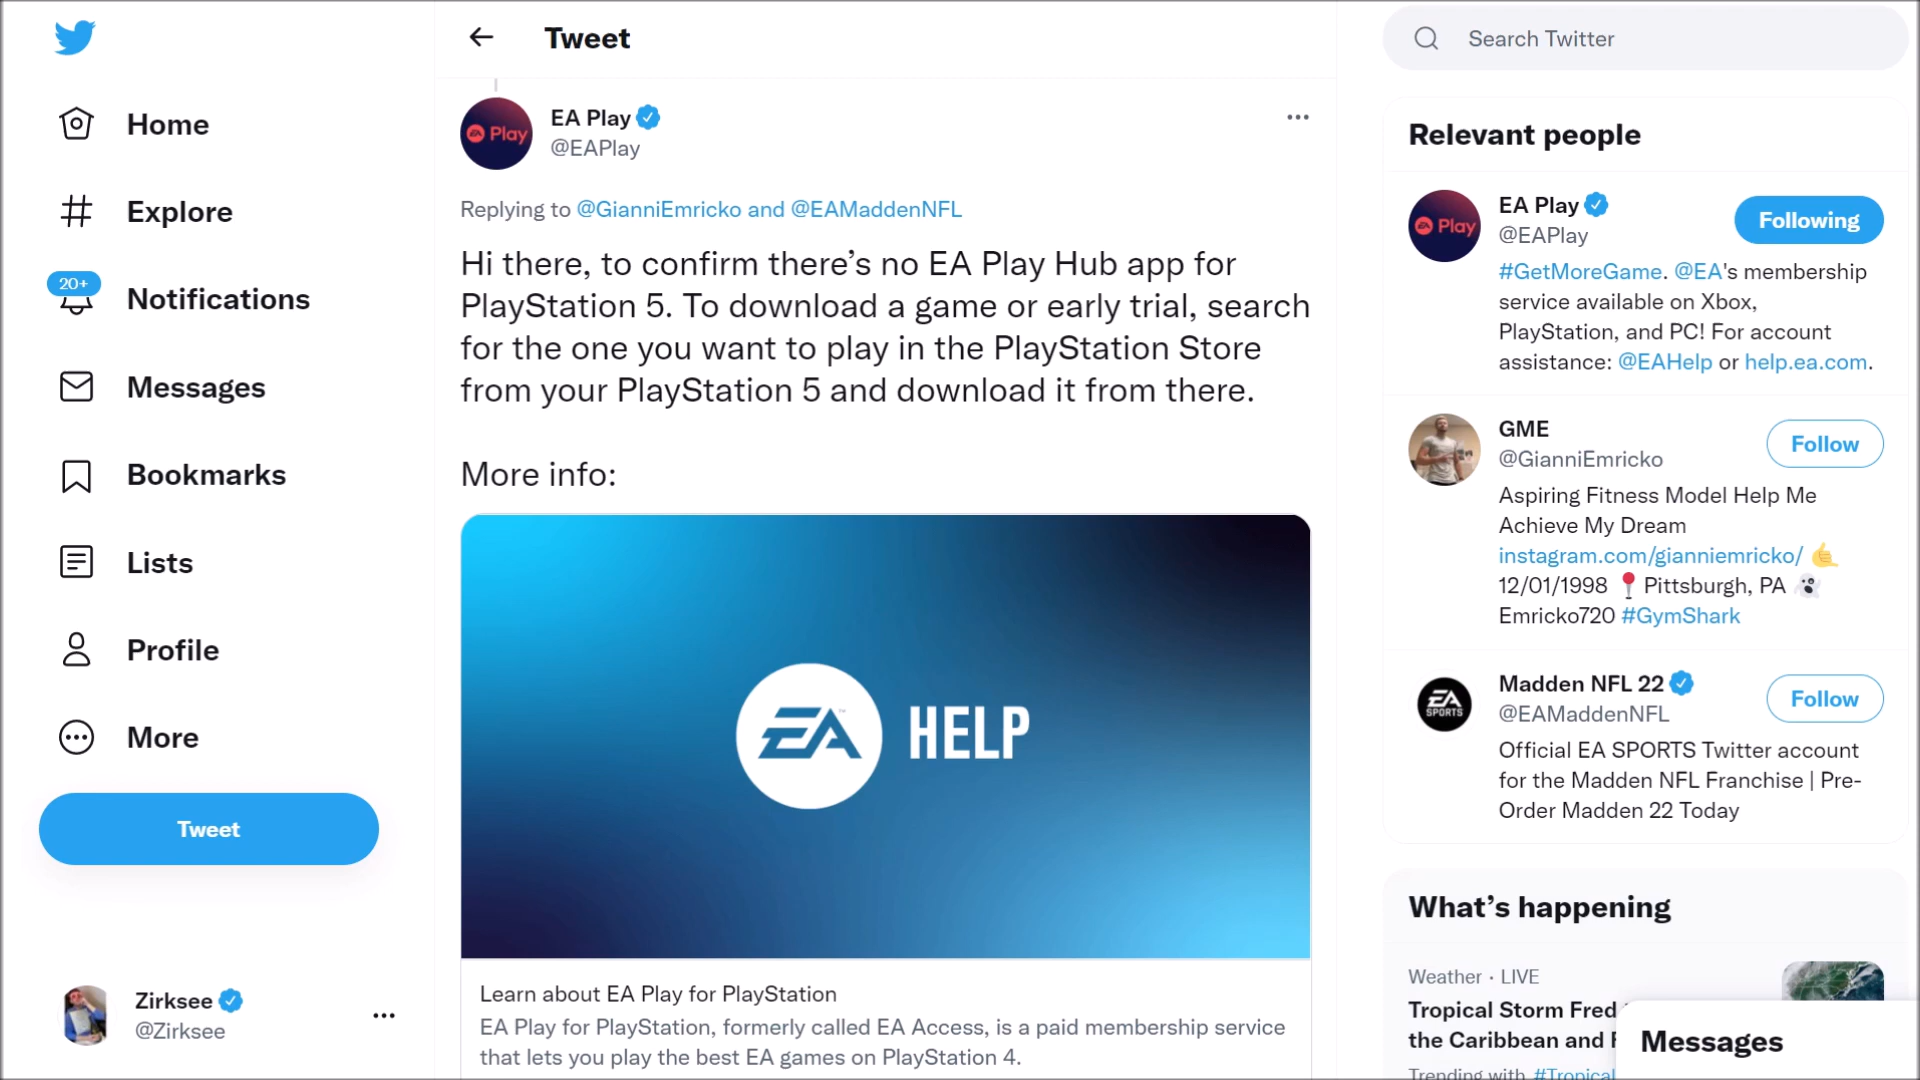 Home
Explore
20+
Notifications
Messages
Bookmarks
Lists
Profile
More
Tweet
Zirksee
@Zirksee
Tweet
EA Play
EA Play
@EAPlay
Replying to @GianniEmricko and @EAMaddenNFL
Hi there, to confirm there’s no EA Play Hub app for
PlayStation 5. To download a game or early trial, search
for the one you want to play in the PlayStation Store
from your PlayStation 5 and download it from there.
More info:
EA HELP
Learn about EA Play for PlayStation
EA Play for PlayStation, formerly called EA Access, is a paid membership service
that lets you play the best EA games on PlayStation 4.
Search Twitter
Relevant people
EA Play
EA Play
@EAPlay
Following
#GetMoreGame. @EA's membership
service available on Xbox,
PlayStation, and PC! For account
assistance: @EAHelp or help.ea.com.
GME
@GianniEmricko
Follow
Aspiring Fitness Model Help Me
Achieve My Dream
instagram.com/gianniemricko/ 🤙
12/01/1998 📍 Pittsburgh, PA 👻
Emricko720 #GymShark
EA
SPORTS
Madden NFL 22
@EAMaddenNFL
Follow
Official EA SPORTS Twitter account
for the Madden NFL Franchise | Pre-
Order Madden 22 Today
What’s happening
Weather · LIVE
Tropical Storm Fred
the Caribbean and
Trending with #Tropical
Messages